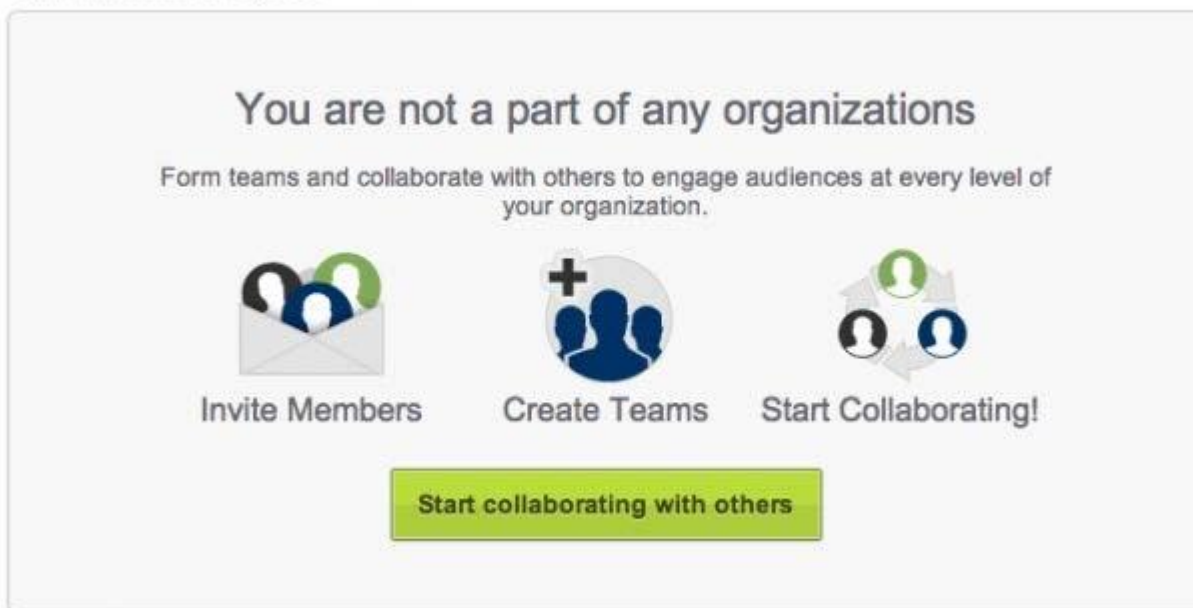 You are not a part of any organizations
Form teams and collaborate with others to engage audiences at every level of
your organization.
Invite Members
Create Teams
Start Collaborating!
Start collaborating with others